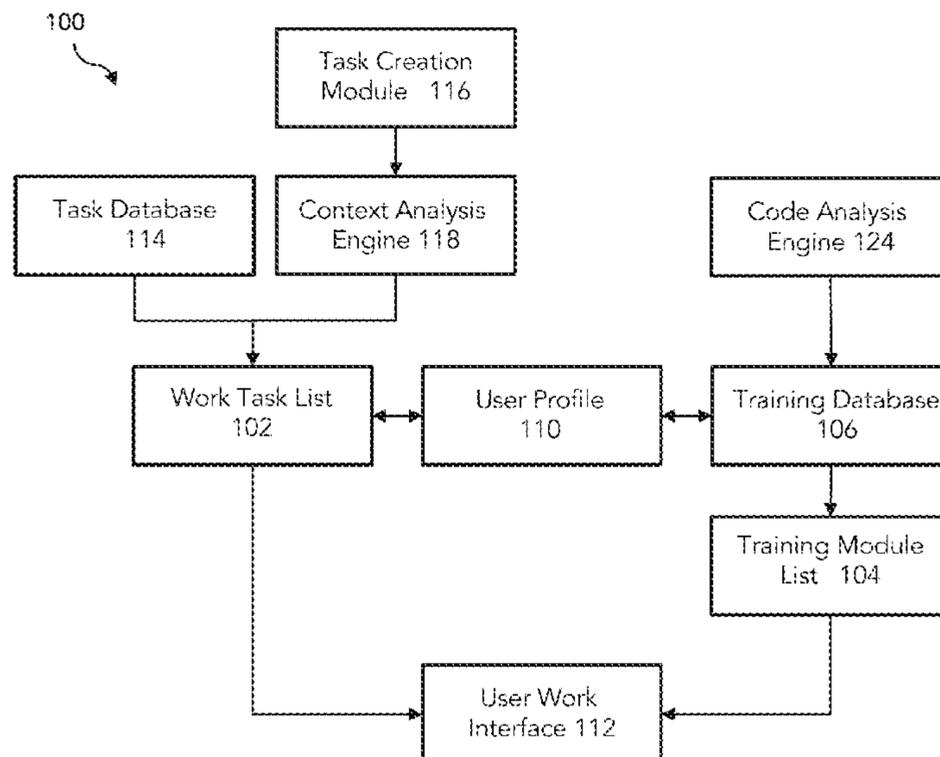 100
Task Creation
Module 116
Task Database
114
Context Analysis
Engine 118
Code Analysis
Engine 124
Work Task List
102
User Profile
110
Training Database
106
Training Module
List 104
User Work
Interface 112